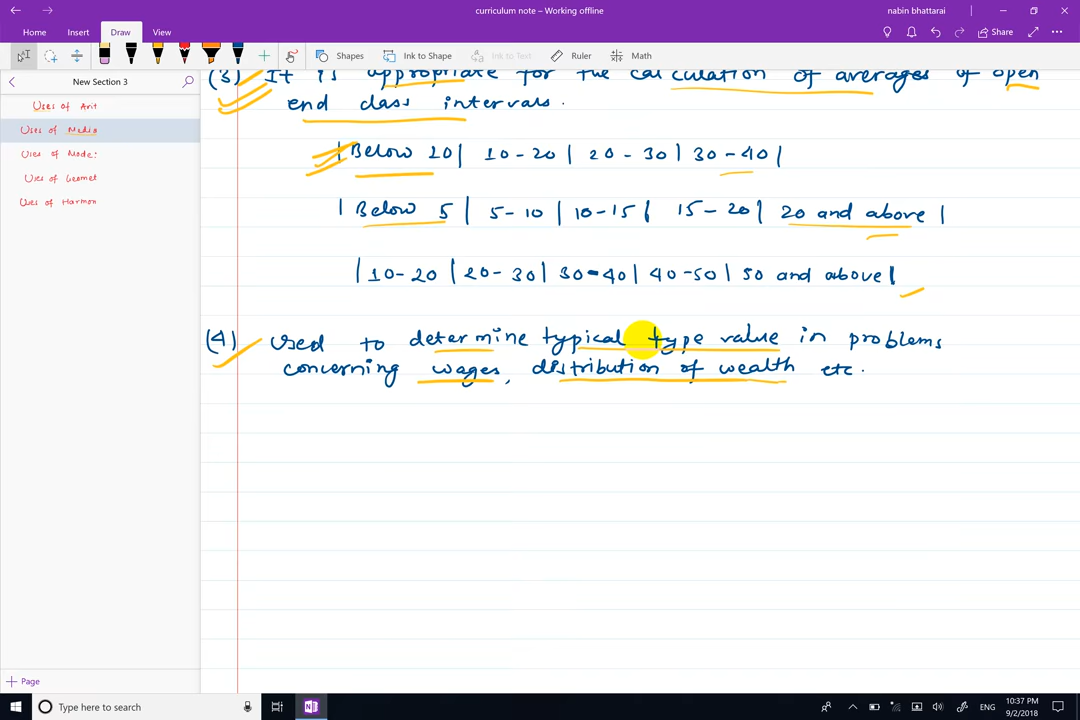 curriculum note – Working offline
nabin bhattarai
Home Insert Draw View
Share
Shapes Ink to Shape Ink to Text Ruler Math
New Section 3
Uses of Arit
Uses of Media
Uses of Mode:
Uses of Geomet
Uses of Harmon
Page
(3) It is appropriate for the calculation of averages of open
end class intervals.
| Below 20 | 10-20 | 20-30 | 30-40 |
| Below 5 | 5-10 | 10-15 | 15-20 | 20 and above |
| 10-20 | 20-30 | 30-40 | 40-50 | 50 and above |
(4) Used to determine typical type value in problems
concerning wages, distribution of wealth etc.
Type here to search
ENG
10:37 PM
9/2/2018